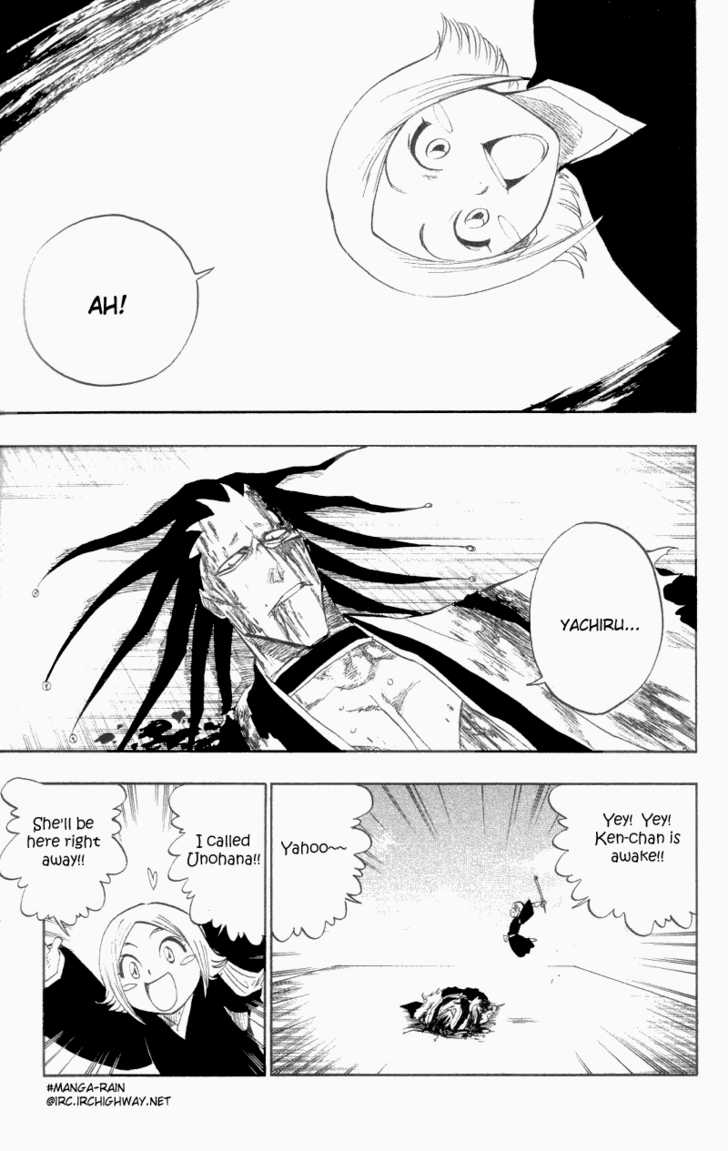 AH!
YACHIRU...
Yey! Yey!
Ken-chan is
awake!!
Yahoo~~
I called
Unohana!!
She'll be
here right
away!!
#MANGA-RAIN
@IRC.IRCHIGHWAY.NET